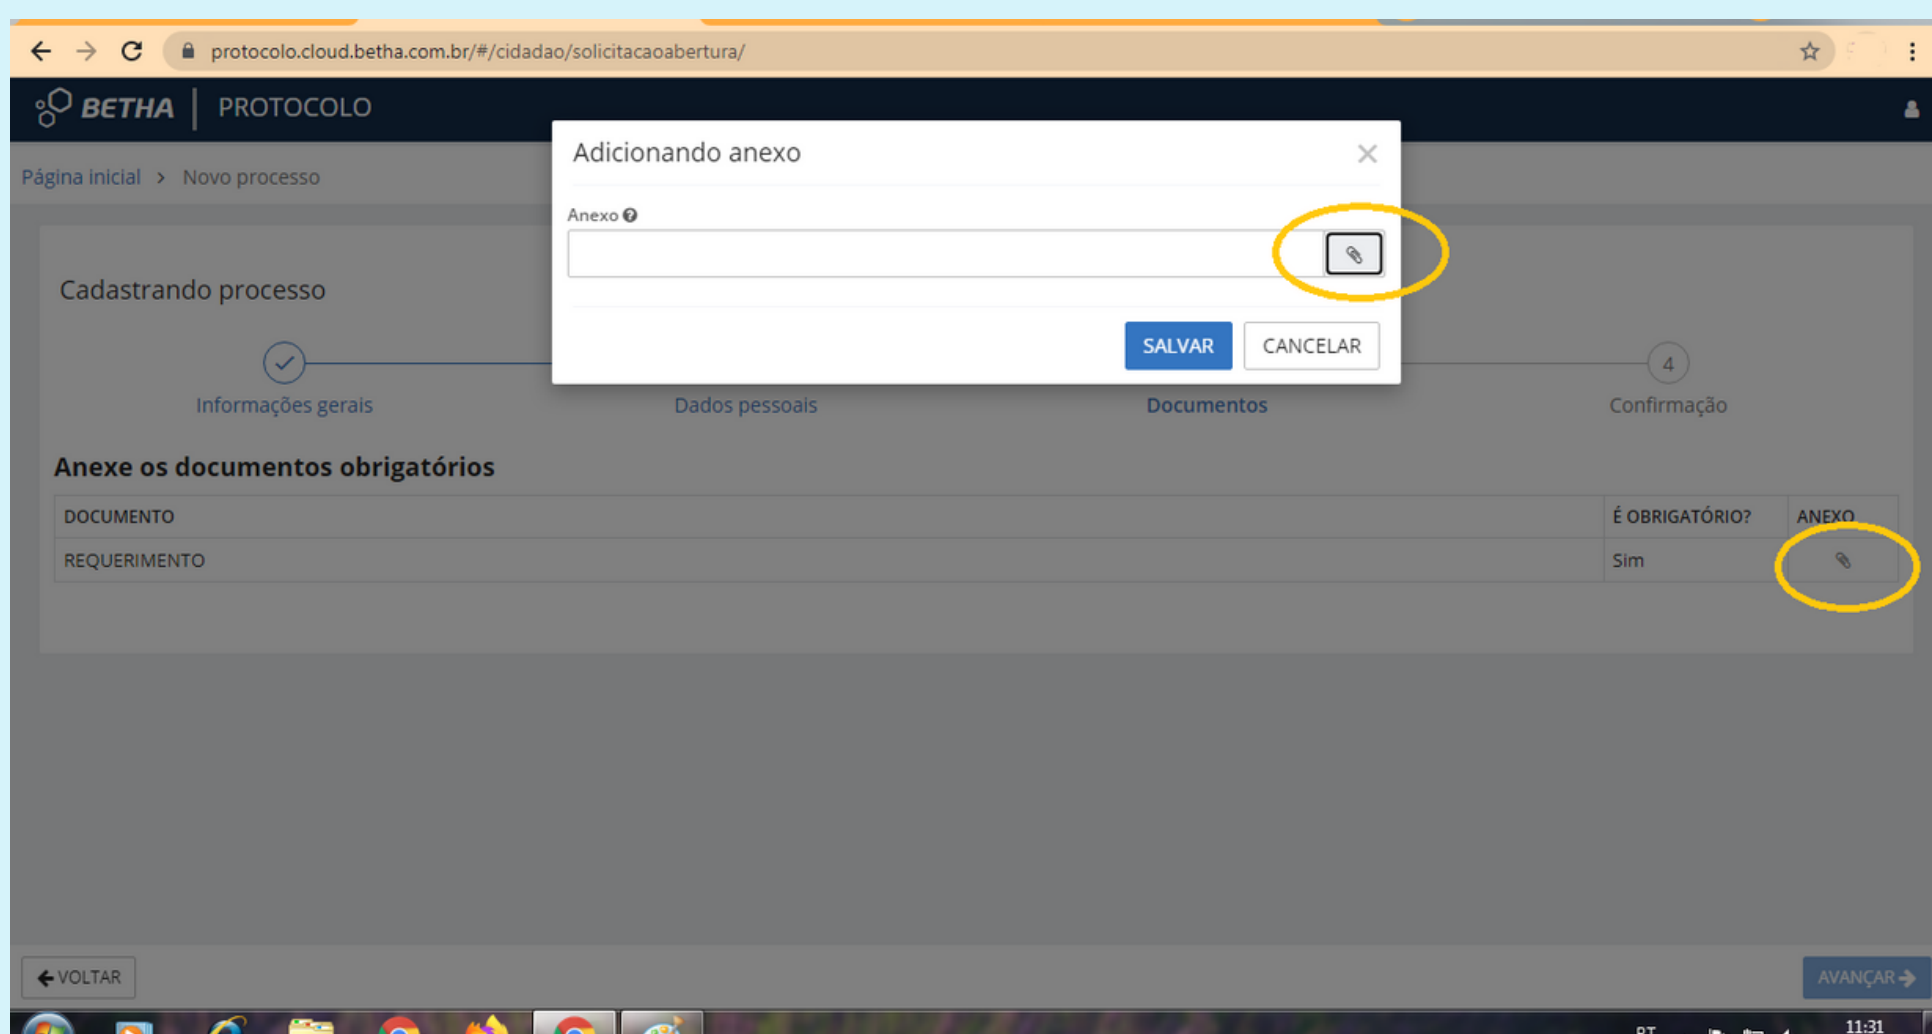 protocolo.cloud.betha.com.br/#/cidadao/solicitacaoabertura/
BETHA | PROTOCOLO
Página inicial > Novo processo
Adicionando anexo
Anexo
SALVAR CANCELAR
Cadastrando processo
4
Informações gerais Dados pessoais Documentos Confirmação
Anexe os documentos obrigatórios
DOCUMENTO É OBRIGATÓRIO? ANEXO
REQUERIMENTO Sim
VOLTAR AVANÇAR
PT 11:31